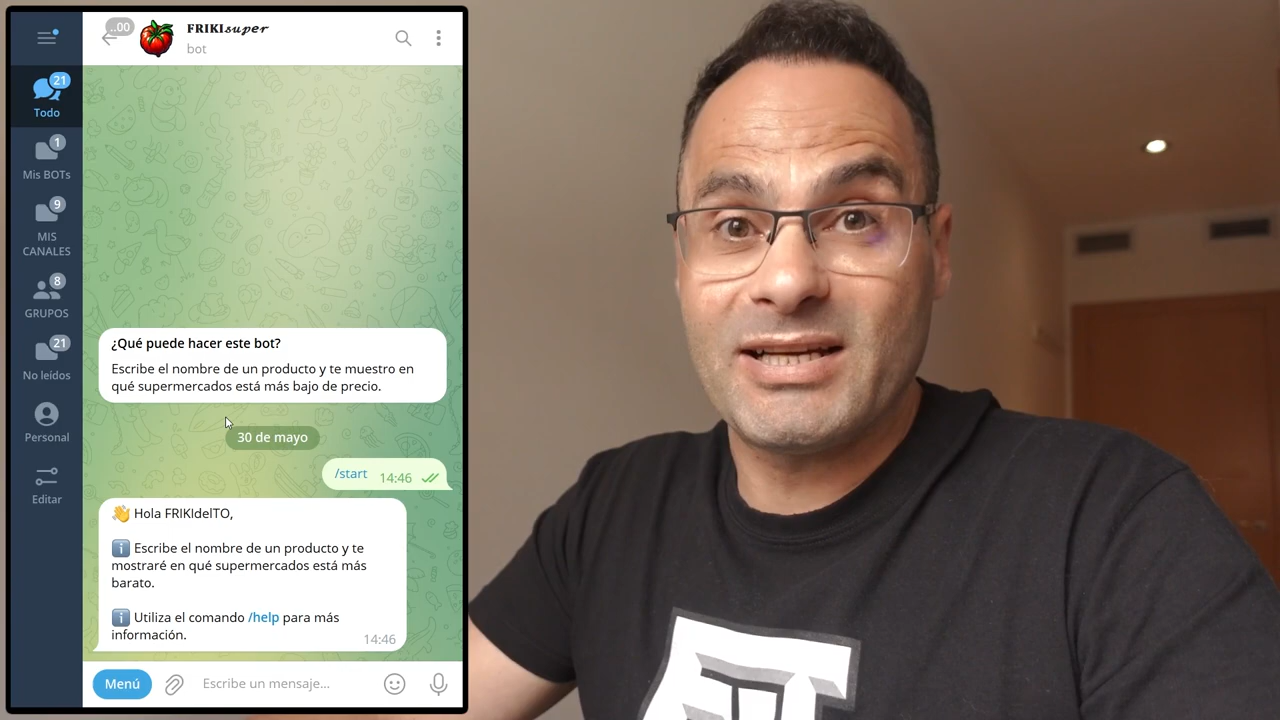 ..00
FRIKIsuper
bot
21
Todo
1
Mis BOTs
9
MIS
CANALES
8
GRUPOS
21
No leídos
Personal
Editar
¿Qué puede hacer este bot?
Escribe el nombre de un producto y te muestro en
qué supermercados está más bajo de precio.
30 de mayo
/start 14:46
👋 Hola FRIKIdelTO,
ℹ️ Escribe el nombre de un producto y te
mostraré en qué supermercados está más
barato.
ℹ️ Utiliza el comando /help para más
información.
14:46
Menú
Escribe un mensaje...